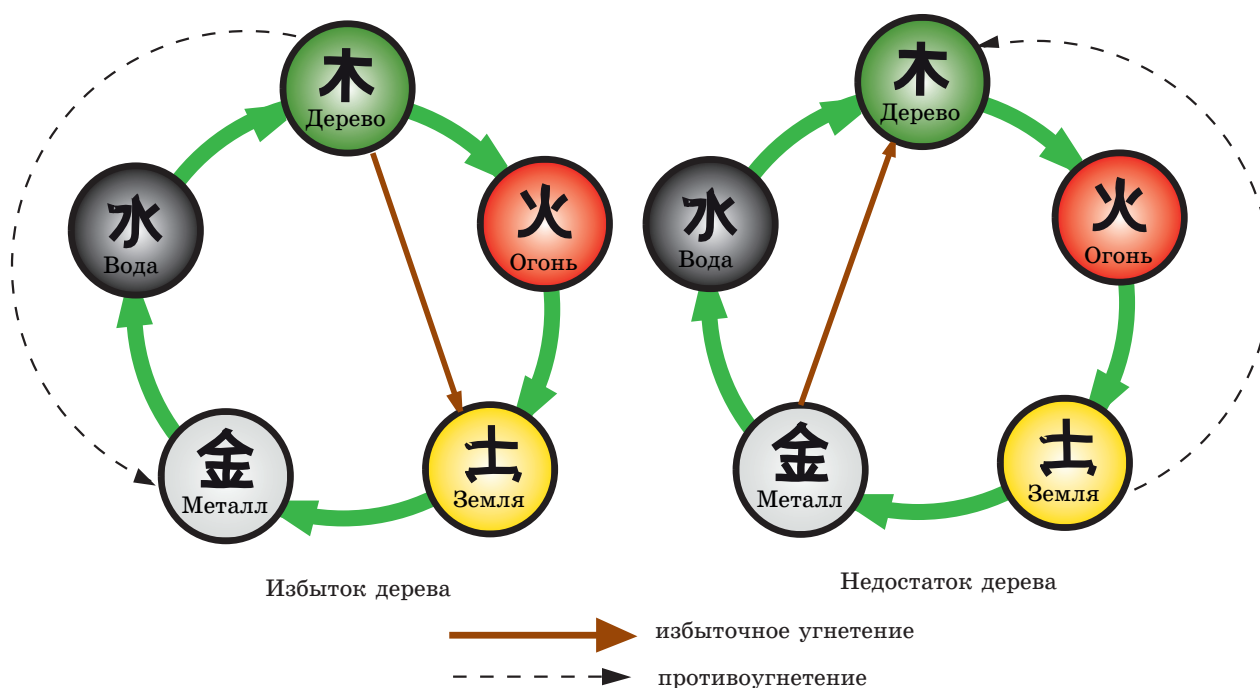 木
Дерево
火
Огонь
土
Земля
金
Металл
水
Вода
Избыток дерева
木
Дерево
火
Огонь
土
Земля
金
Металл
水
Вода
Недостаток дерева
избыточное угнетение
противоугнетение